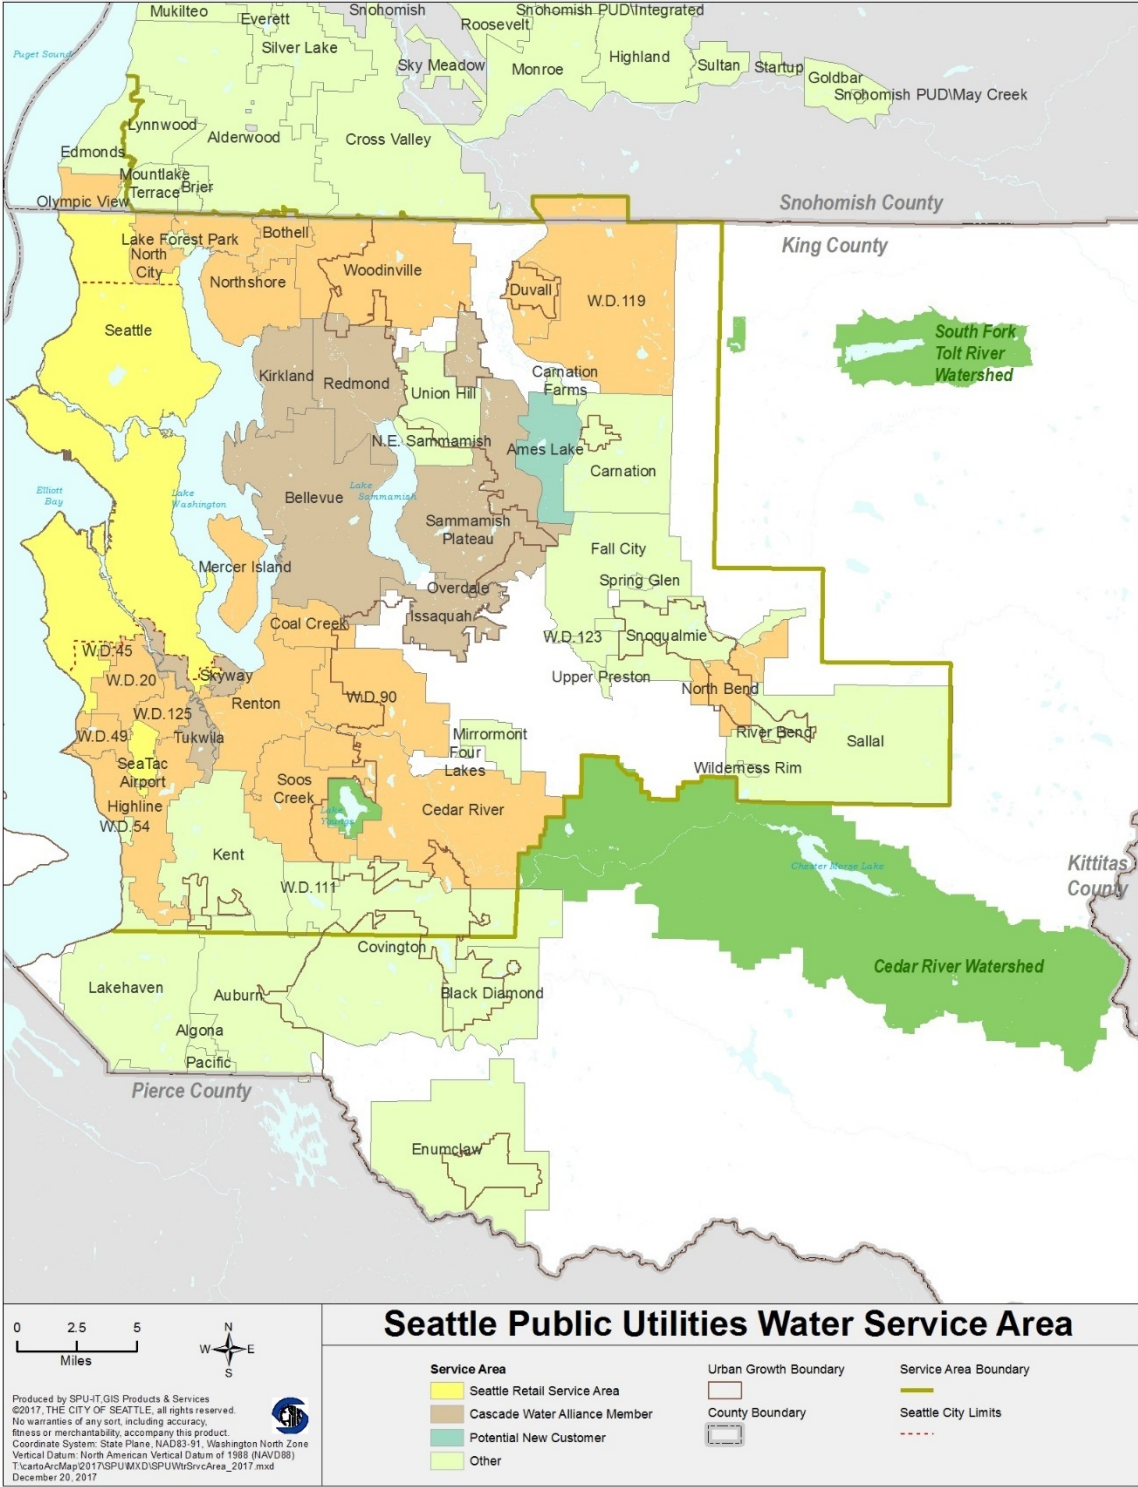 Mukilteo
Everett
Snohomish
Snohomish PUD\Integrated
Roosevelt
Puget Sound
Silver Lake
Sky Meadow
Monroe
Highland
Sultan
Startup
Goldbar
Snohomish PUD\May Creek
Lynnwood
Alderwood
Cross Valley
Edmonds
Mountlake
Terrace
Brier
Olympic View
Snohomish County
King County
Lake Forest Park
North
City
Bothell
Northshore
Woodinville
Duvall
W.D.119
Seattle
South Fork
Tolt River
Watershed
Kirkland
Redmond
Union Hill
Carnation
Farms
N.E. Sammamish
Ames Lake
Carnation
Elliott
Bay
Lake
Washington
Bellevue
Lake
Sammamish
Sammamish
Plateau
Fall City
Mercer Island
Spring Glen
Overdale
Issaquah
Coal Creek
W.D.123
Snoqualmie
W.D.45
W.D.20
Skyway
Upper Preston
North Bend
W.D.90
Renton
W.D.125
W.D.49
Tukwila
Mirrormont
Four
Lakes
River Bend
Sallal
SeaTac
Airport
Wilderness Rim
Soos
Creek
Highline
Lake
Youngs
Cedar River
W.D.54
Kent
W.D.111
Chester Morse Lake
Kittitas
County
Covington
Cedar River Watershed
Lakehaven
Auburn
Black Diamond
Algona
Pacific
Pierce County
Enumclaw
Seattle Public Utilities Water Service Area
0 2.5 5
Miles
N
W E
S
Service Area
Seattle Retail Service Area
Cascade Water Alliance Member
Potential New Customer
Other
Urban Growth Boundary
County Boundary
Service Area Boundary
Seattle City Limits
Produced by SPU-IT,GIS Products & Services
©2017, THE CITY OF SEATTLE, all rights reserved.
No warranties of any sort, including accuracy,
fitness or merchantability, accompany this product.
Coordinate System: State Plane, NAD83-91, Washington North Zone
Vertical Datum: North American Vertical Datum of 1988 (NAVD88)
T:\cartoArcMap\2017\SPU\MXD\SPUWtrSrvcArea_2017.mxd
December 20, 2017